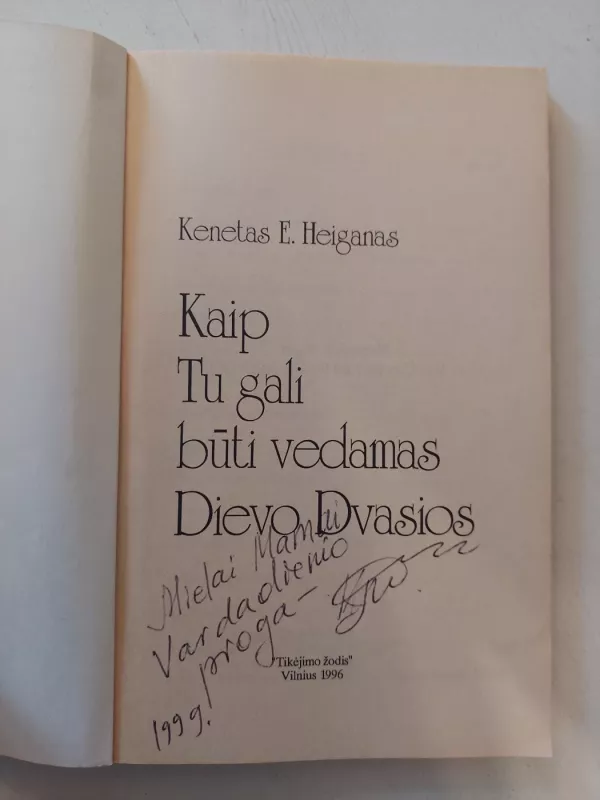 Kenetas E. Heiganas
Kaip
Tu gali
būti vedamas
Dievo Dvasios
Mielai Mamai
Vardadienio
proga –
1999.
"Tikėjimo žodis"
Vilnius 1996